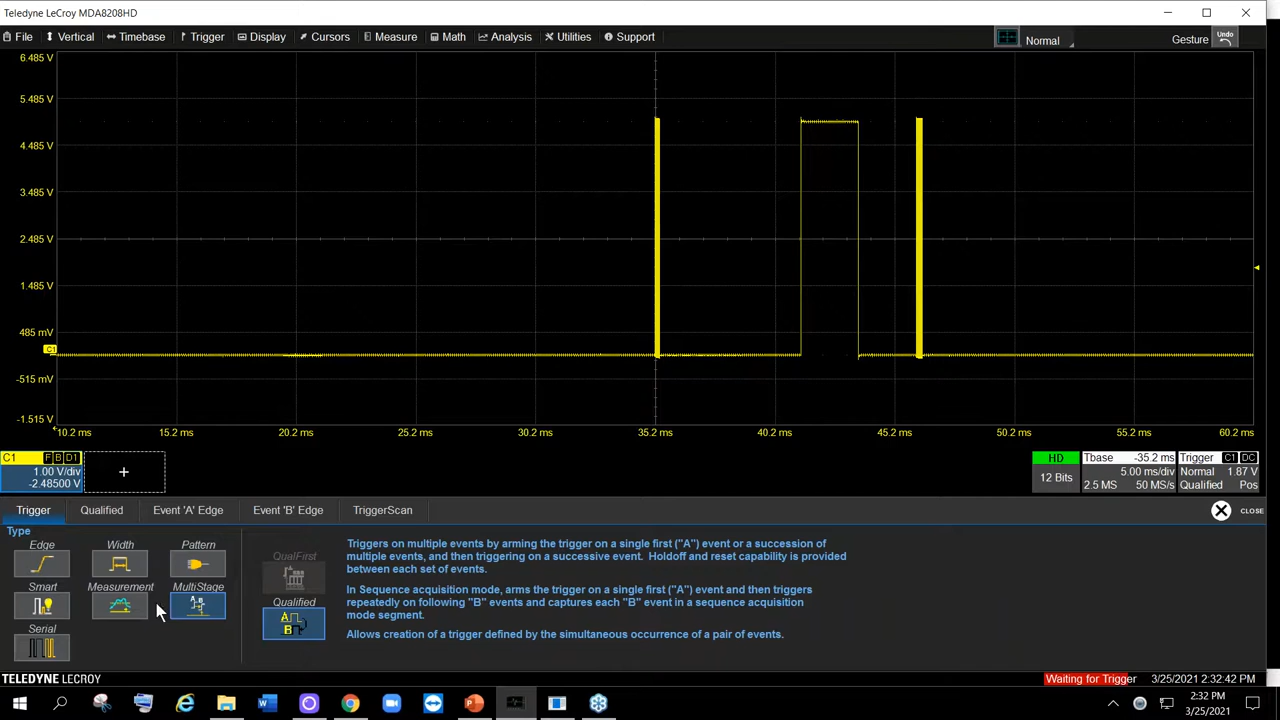 Teledyne LeCroy MDA8208HD
File Vertical Timebase Trigger Display Cursors Measure Math Analysis Utilities Support Normal Gesture Undo
6.485 V
5.485 V
4.485 V
3.485 V
2.485 V
1.485 V
485 mV
C1
-515 mV
-1.515 V
10.2 ms 15.2 ms 20.2 ms 25.2 ms 30.2 ms 35.2 ms 40.2 ms 45.2 ms 50.2 ms 55.2 ms 60.2 ms
C1 F B D1
1.00 V/div
-2.48500 V
+
HD
12 Bits
Tbase -35.2 ms
5.00 ms/div
2.5 MS 50 MS/s
Trigger C1 DC
Normal 1.87 V
Qualified Pos
Trigger Qualified Event 'A' Edge Event 'B' Edge TriggerScan CLOSE
Type
Edge Width Pattern
Smart Measurement MultiStage
Serial
QualFirst
Qualified
A
B
Triggers on multiple events by arming the trigger on a single first ("A") event or a succession of
multiple events, and then triggering on a successive event. Holdoff and reset capability is provided
between each set of events.
In Sequence acquisition mode, arms the trigger on a single first ("A") event and then triggers
repeatedly on following "B" events and captures each "B" event in a sequence acquisition
mode segment.
Allows creation of a trigger defined by the simultaneous occurrence of a pair of events.
TELEDYNE LECROY
Waiting for Trigger 3/25/2021 2:32:42 PM
2:32 PM
3/25/2021